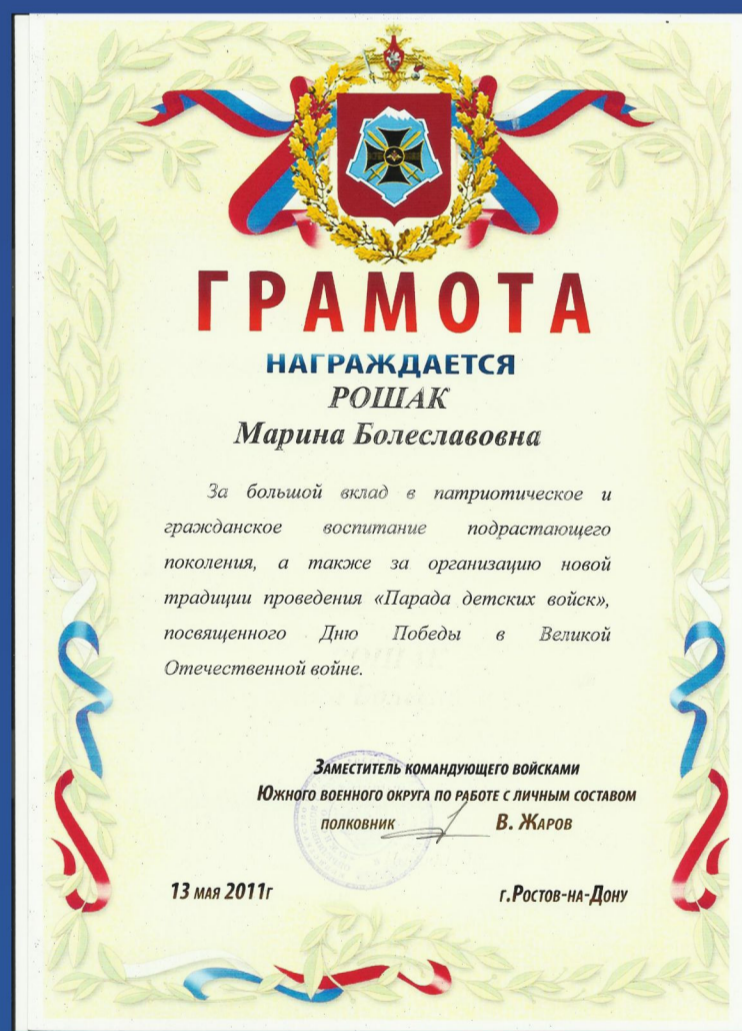 ГРАМОТА
НАГРАЖДАЕТСЯ
РОШАК
Марина Болеславовна
За большой вклад в патриотическое и
гражданское воспитание подрастающего
поколения, а также за организацию новой
традиции проведения «Парада детских войск»,
посвященного Дню Победы в Великой
Отечественной войне.
Заместитель командующего войсками
Южного военного округа по работе с личным составом
полковник В. Жаров
13 мая 2011г
г.Ростов-на-Дону